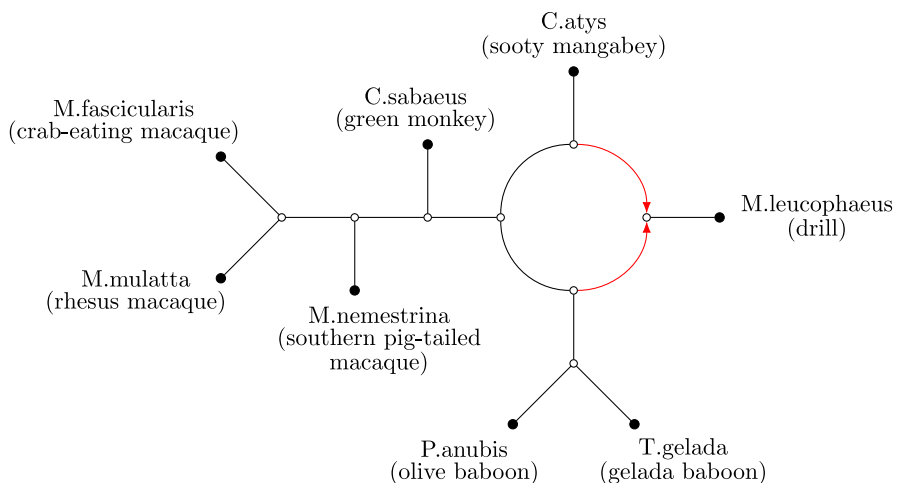 C.atys
(sooty mangabey)
M.fascicularis
(crab-eating macaque)
C.sabaeus
(green monkey)
M.leucophaeus
(drill)
M.mulatta
(rhesus macaque)
M.nemestrina
(southern pig-tailed
macaque)
P.anubis
(olive baboon)
T.gelada
(gelada baboon)